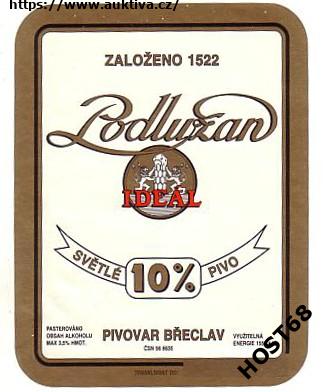 https://www.auktiva.cz/
ZALOŽENO 1522
Podlužan
IDEAL
SVĚTLÉ 10% PIVO
PASTEROVÁNO
OBSAH ALKOHOLU
MAX 3,5% HMOT.
PIVOVAR BŘECLAV
ČSN 56 6635
VYUŽITELNÁ
ENERGIE
HOST68